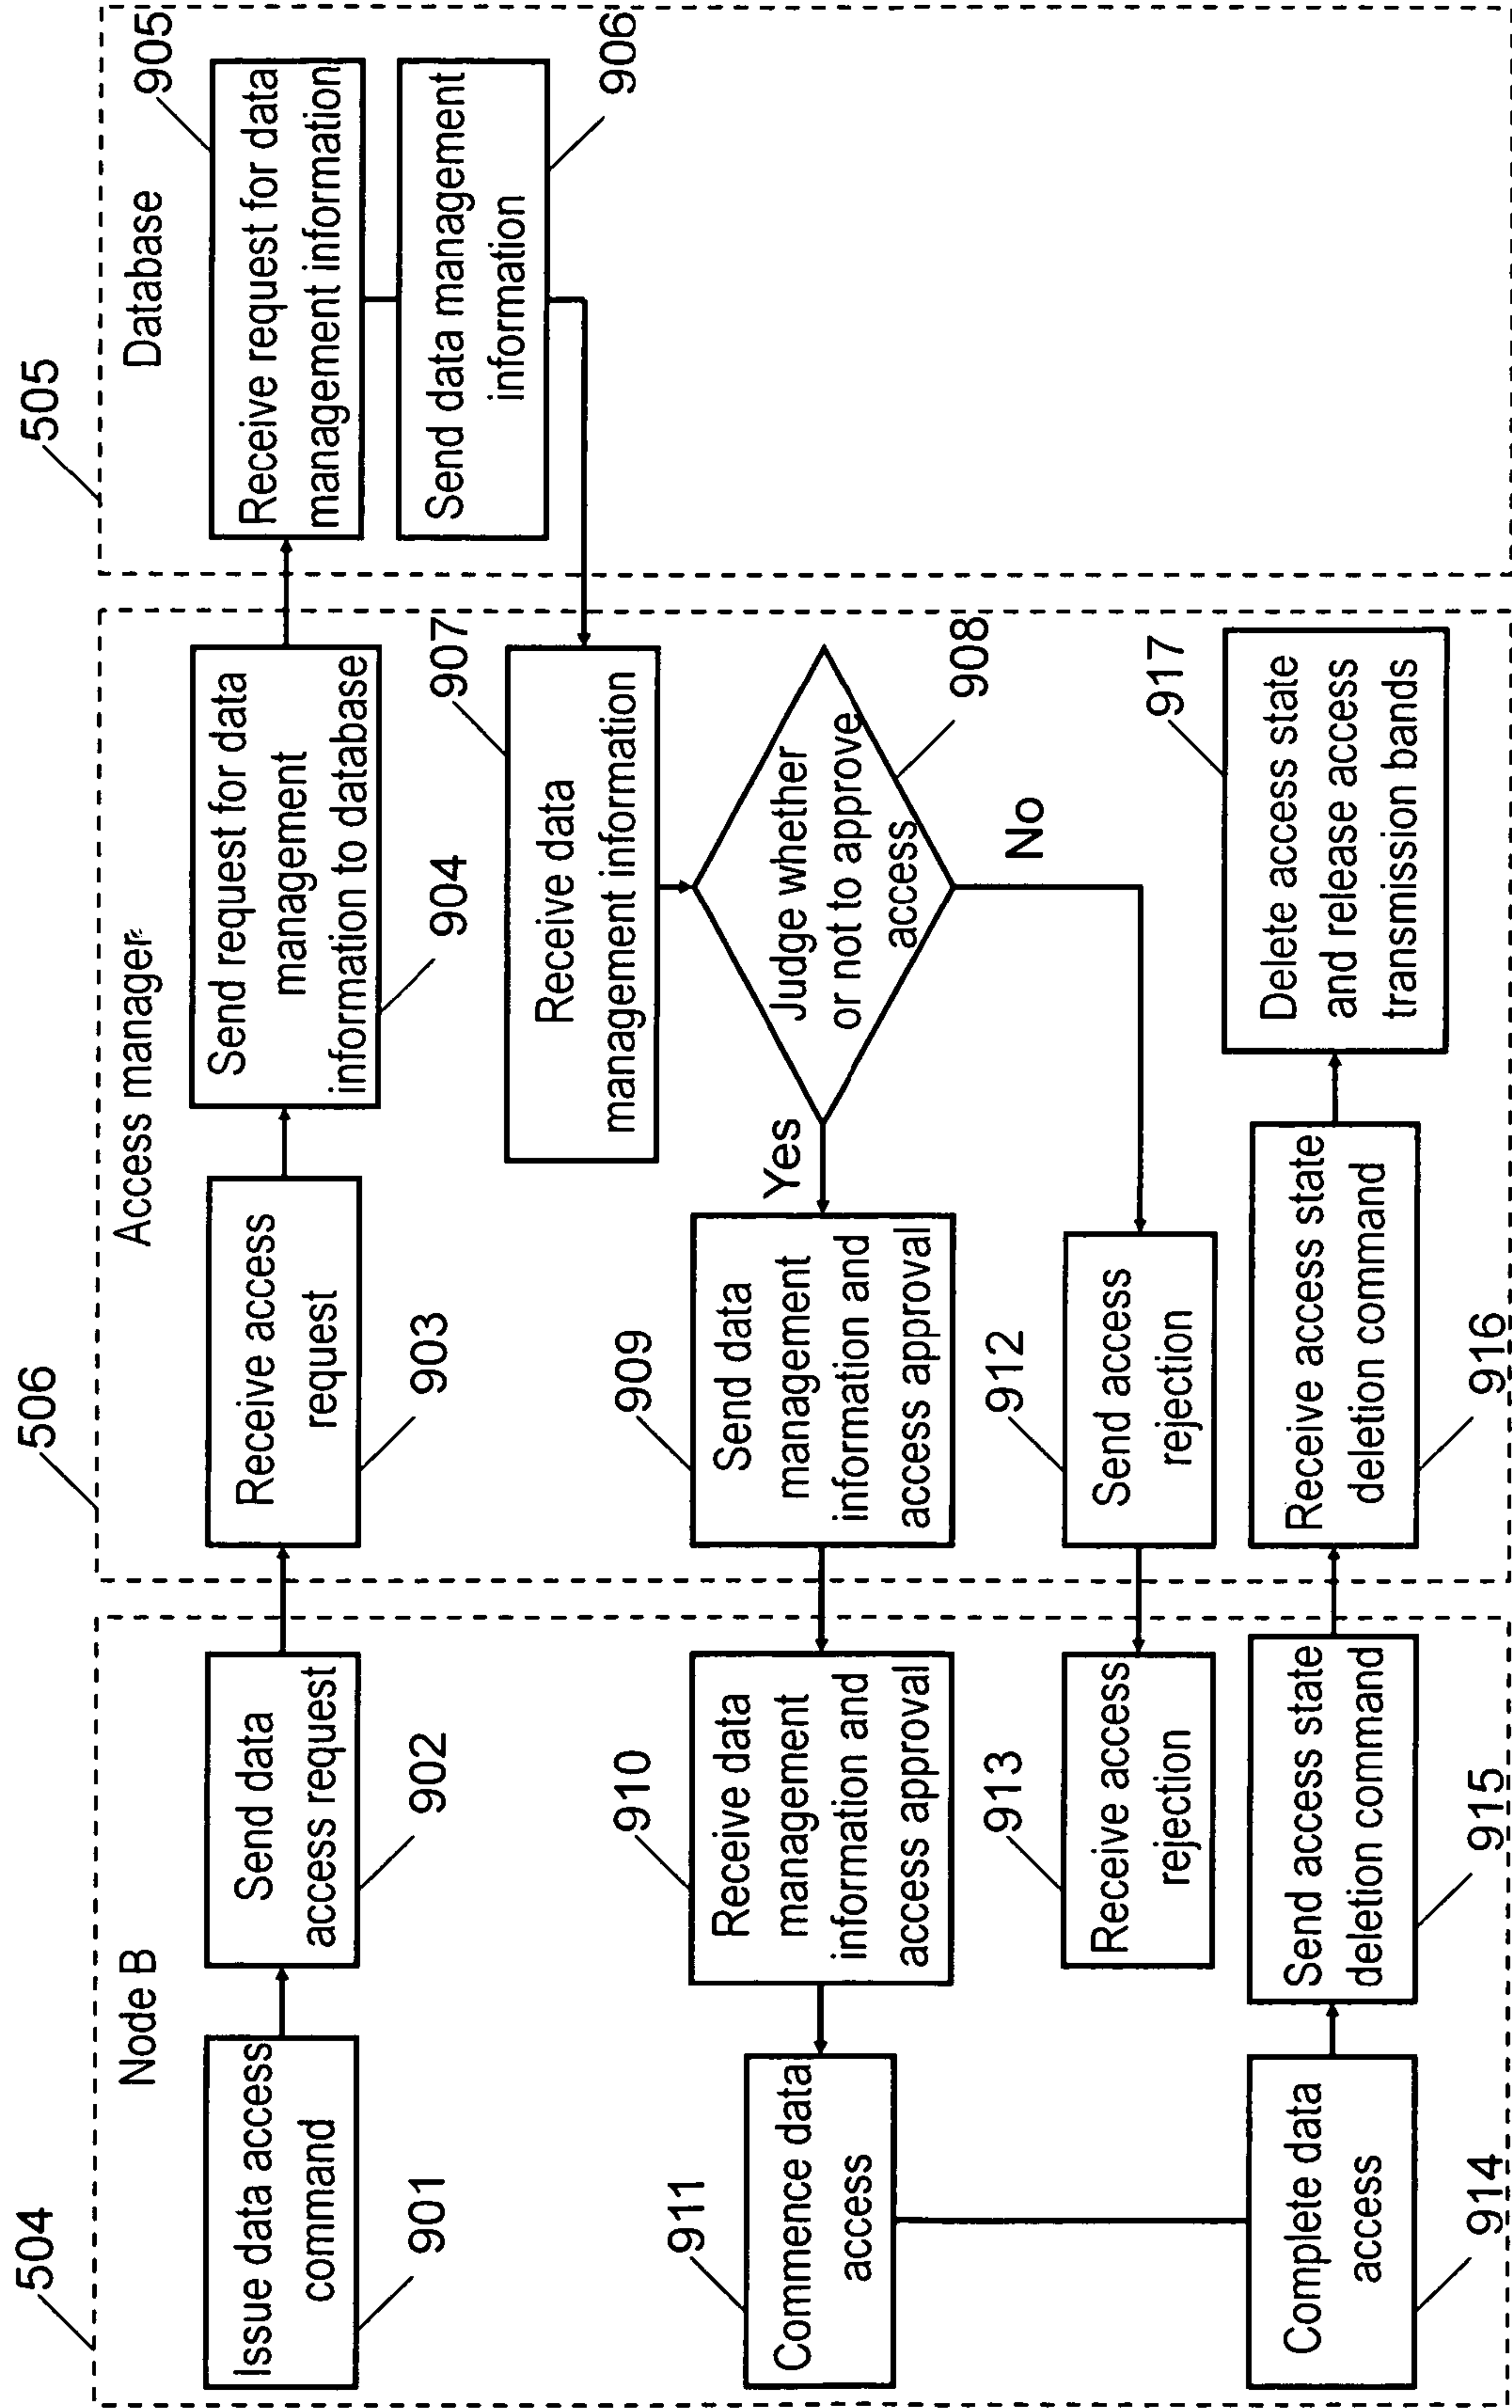 504
506
505
Node B
Access manager
Database
Issue data access
command
901
Send data
access request
902
Receive access
request
903
Send request for data
management
information to database
904
Receive request for data
management information
905
Send data management
information
906
Receive data
management information
907
Judge whether
or not to approve
access
908
Yes
No
Send data
management
information and
access approval
909
Receive data
management
information and
access approval
910
Commence data
access
911
Send access
rejection
912
Receive access
rejection
913
Complete data
access
914
Send access state
deletion command
915
Receive access state
deletion command
916
Delete access state
and release access
transmission bands
917